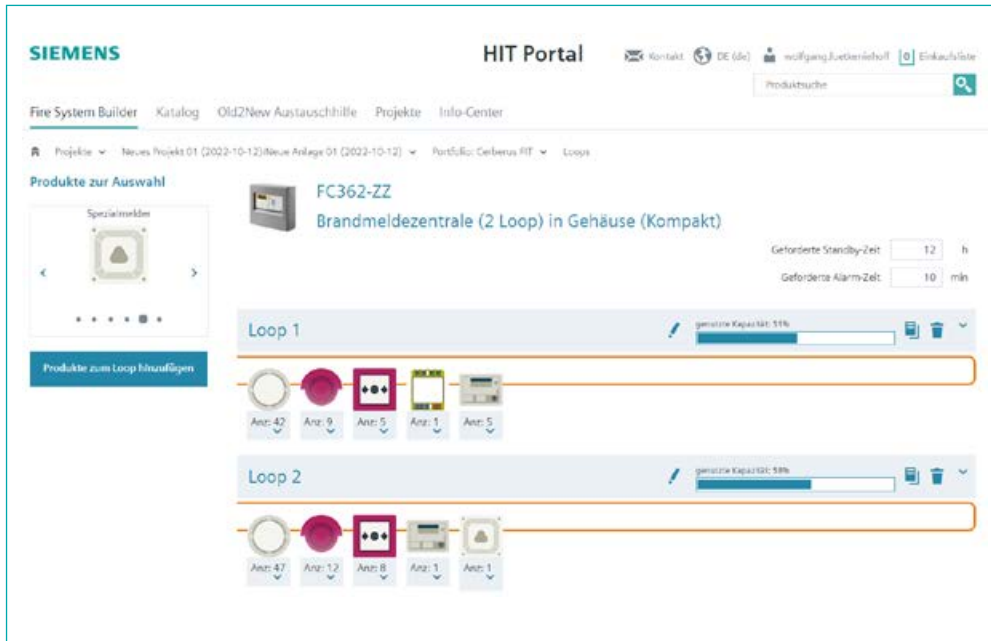 SIEMENS
HIT Portal
Kontakt DE (de) wolfgang.luetkeniehoff 0 Einkaufsliste
Produktsuche
Fire System Builder Katalog Old2New Austauschhilfe Projekte Info-Center
Projekte Neues Projekt 01 (2022-10-12)/Neue Anlage 01 (2022-10-12) Portfolio: Cerberus FIT Loops
Produkte zur Auswahl
Spezialmelder
Produkte zum Loop hinzufügen
FC362-ZZ
Brandmeldezentrale (2 Loop) in Gehäuse (Kompakt)
Geforderte Standby-Zeit 12 h
Geforderte Alarm-Zeit 10 min
Loop 1
genutzte Kapazität: 51%
Anz: 42 Anz: 9 Anz: 5 Anz: 1 Anz: 5
Loop 2
genutzte Kapazität: 58%
Anz: 47 Anz: 12 Anz: 8 Anz: 1 Anz: 1